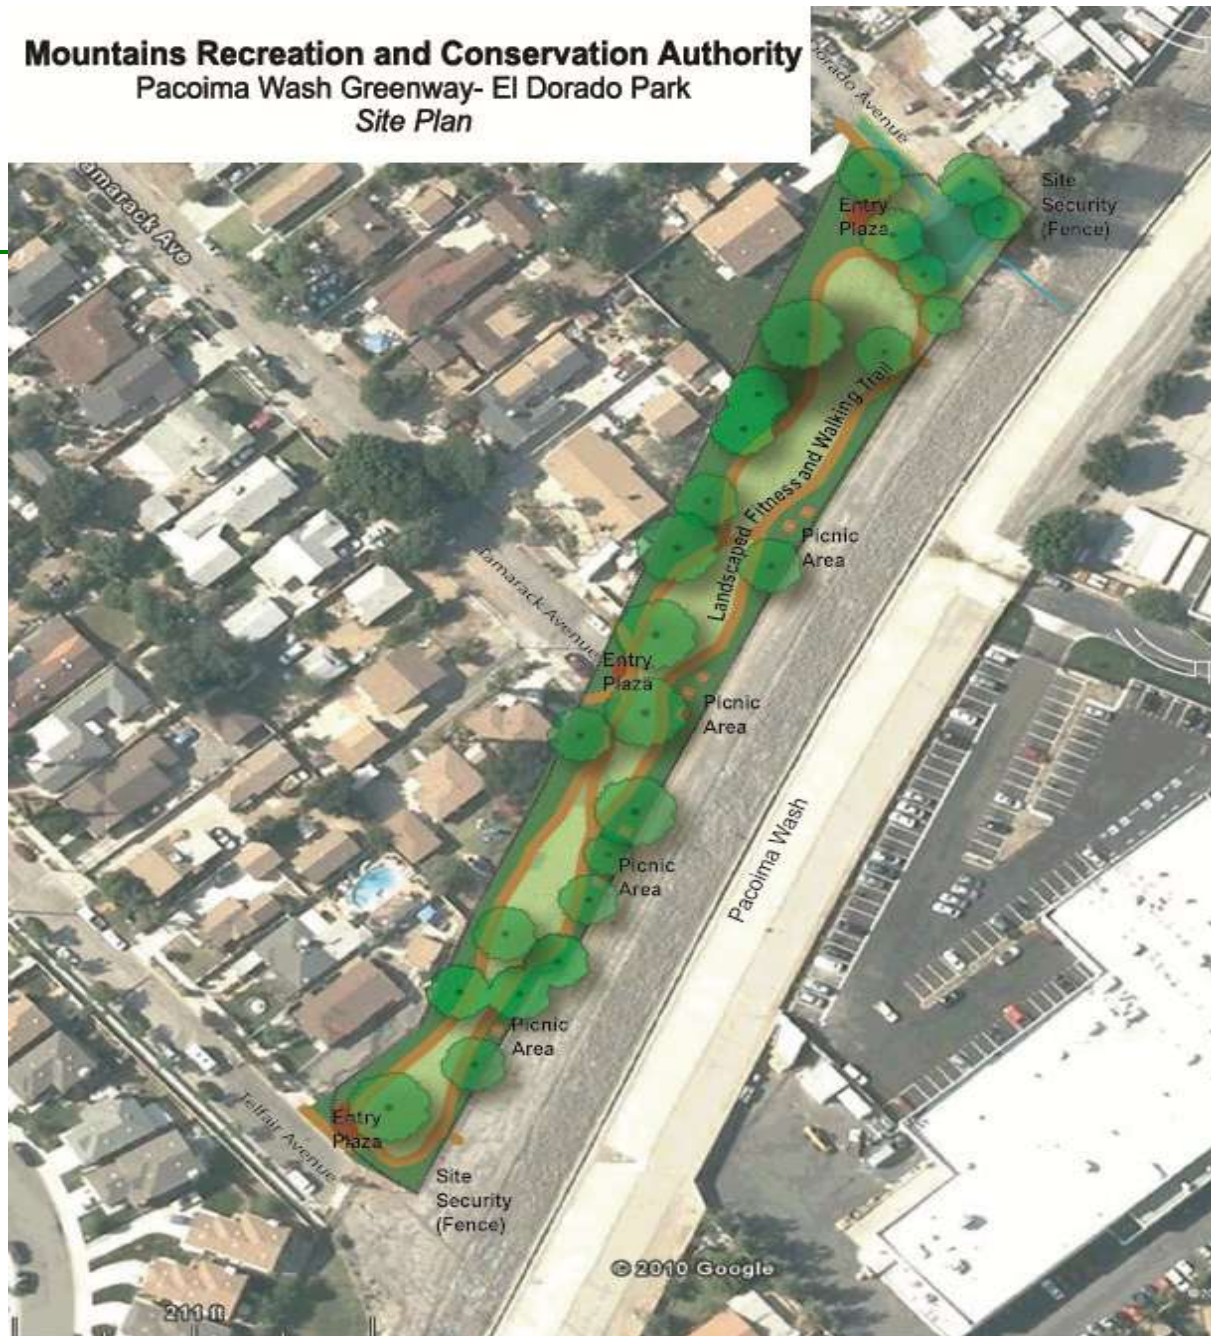 Mountains Recreation and Conservation Authority
Pacoima Wash Greenway- El Dorado Park
Site Plan
Dorado Avenue
amarack Ave
Site
Security
(Fence)
Entry
Plaza
Landscaped Fitness and Walking Trail
Picnic
Area
Tamarack Avenue
Entry
Plaza
Picnic
Area
Pacoima Wash
Picnic
Area
Picnic
Area
Telfair Avenue
Entry
Plaza
Site
Security
(Fence)
© 2010 Google
211 ft